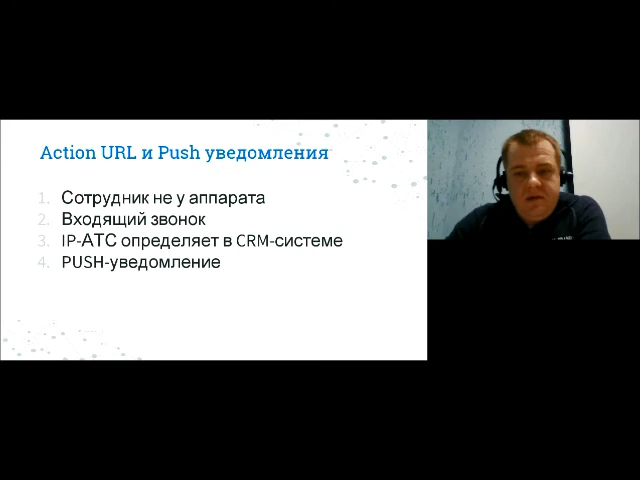 Action URL и Push уведомления
1. Сотрудник не у аппарата
2. Входящий звонок
3. IP-АТС определяет в CRM-системе
4. PUSH-уведомление